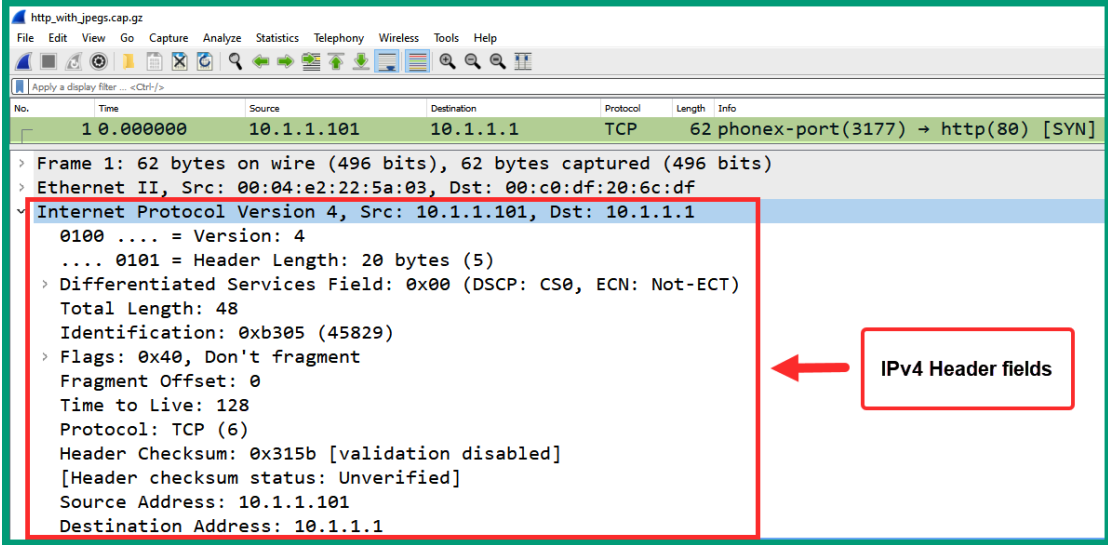 http_with_jpegs.cap.gz
File Edit View Go Capture Analyze Statistics Telephony Wireless Tools Help
Apply a display filter ... <Ctrl-/>
No. Time Source Destination Protocol Length Info
1 0.000000 10.1.1.101 10.1.1.1 TCP 62 phonex-port(3177) → http(80) [SYN]
> Frame 1: 62 bytes on wire (496 bits), 62 bytes captured (496 bits)
> Ethernet II, Src: 00:04:e2:22:5a:03, Dst: 00:c0:df:20:6c:df
Internet Protocol Version 4, Src: 10.1.1.101, Dst: 10.1.1.1
0100 .... = Version: 4
.... 0101 = Header Length: 20 bytes (5)
> Differentiated Services Field: 0x00 (DSCP: CS0, ECN: Not-ECT)
Total Length: 48
Identification: 0xb305 (45829)
> Flags: 0x40, Don't fragment
Fragment Offset: 0
Time to Live: 128
Protocol: TCP (6)
Header Checksum: 0x315b [validation disabled]
[Header checksum status: Unverified]
Source Address: 10.1.1.101
Destination Address: 10.1.1.1
IPv4 Header fields